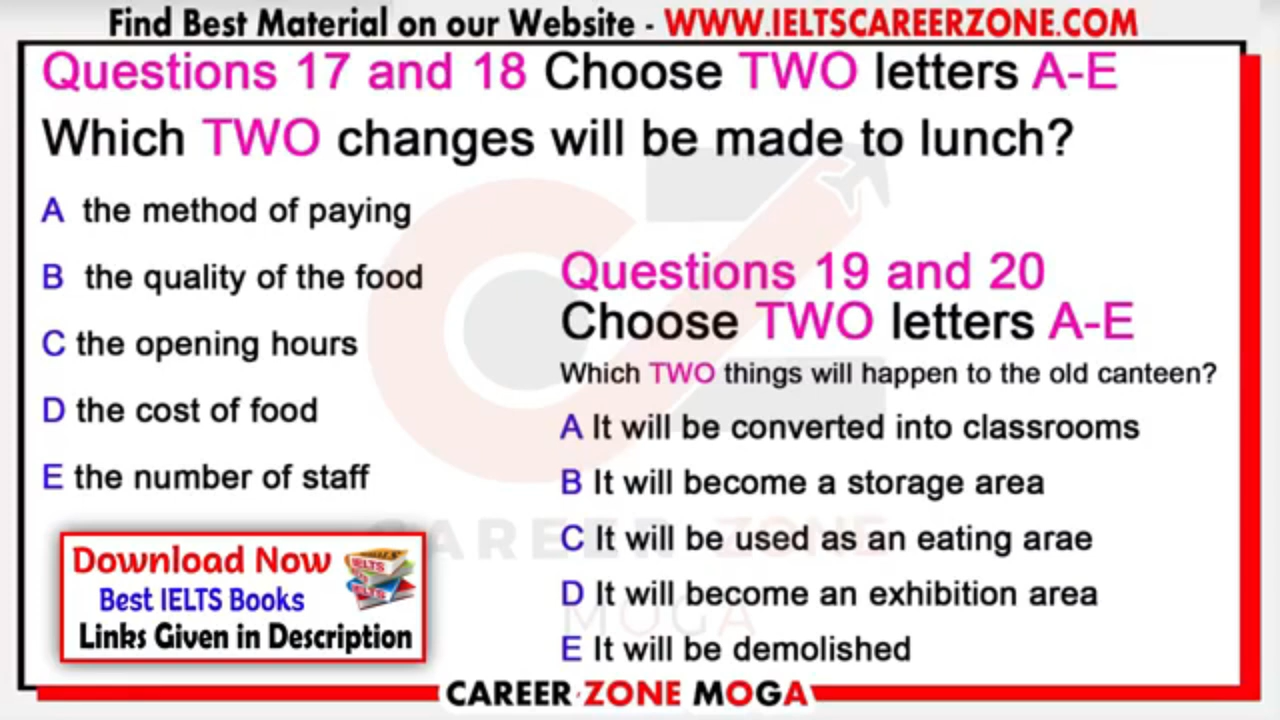 Find Best Material on our Website - WWW.IELTSCAREERZONE.COM
Questions 17 and 18 Choose TWO letters A-E
Which TWO changes will be made to lunch?
A the method of paying
B the quality of the food
C the opening hours
D the cost of food
E the number of staff
Questions 19 and 20
Choose TWO letters A-E
Which TWO things will happen to the old canteen?
A It will be converted into classrooms
B It will become a storage area
C It will be used as an eating arae
D It will become an exhibition area
E It will be demolished
CAREER ZONE
MOGA
Download Now
Best IELTS Books
Links Given in Description
IELTS
IELTS
CAREER ZONE MOGA